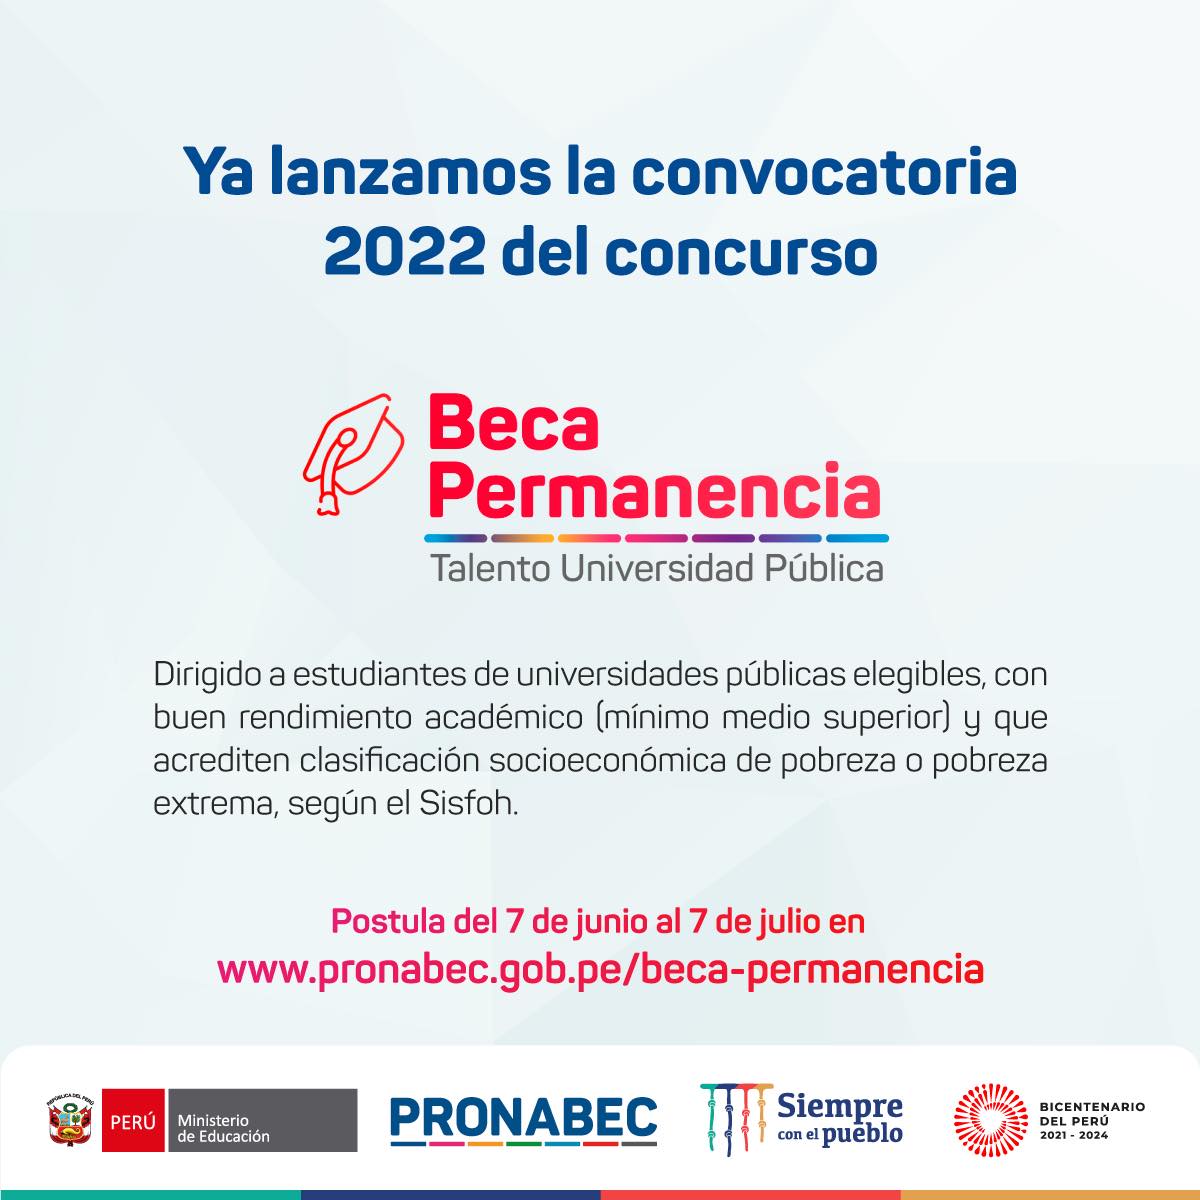 Ya lanzamos la convocatoria
2022 del concurso
Beca
Permanencia
Talento Universidad Pública
Dirigido a estudiantes de universidades públicas elegibles, con
buen rendimiento académico (mínimo medio superior) y que
acrediten clasificación socioeconómica de pobreza o pobreza
extrema, según el Sisfoh.
Postula del 7 de junio al 7 de julio en
www.pronabec.gob.pe/beca-permanencia
REPÚBLICA DEL PERÚ
PERÚ
Ministerio
de Educación
PRONABEC
Siempre
con el pueblo
BICENTENARIO
DEL PERÚ
2021 - 2024